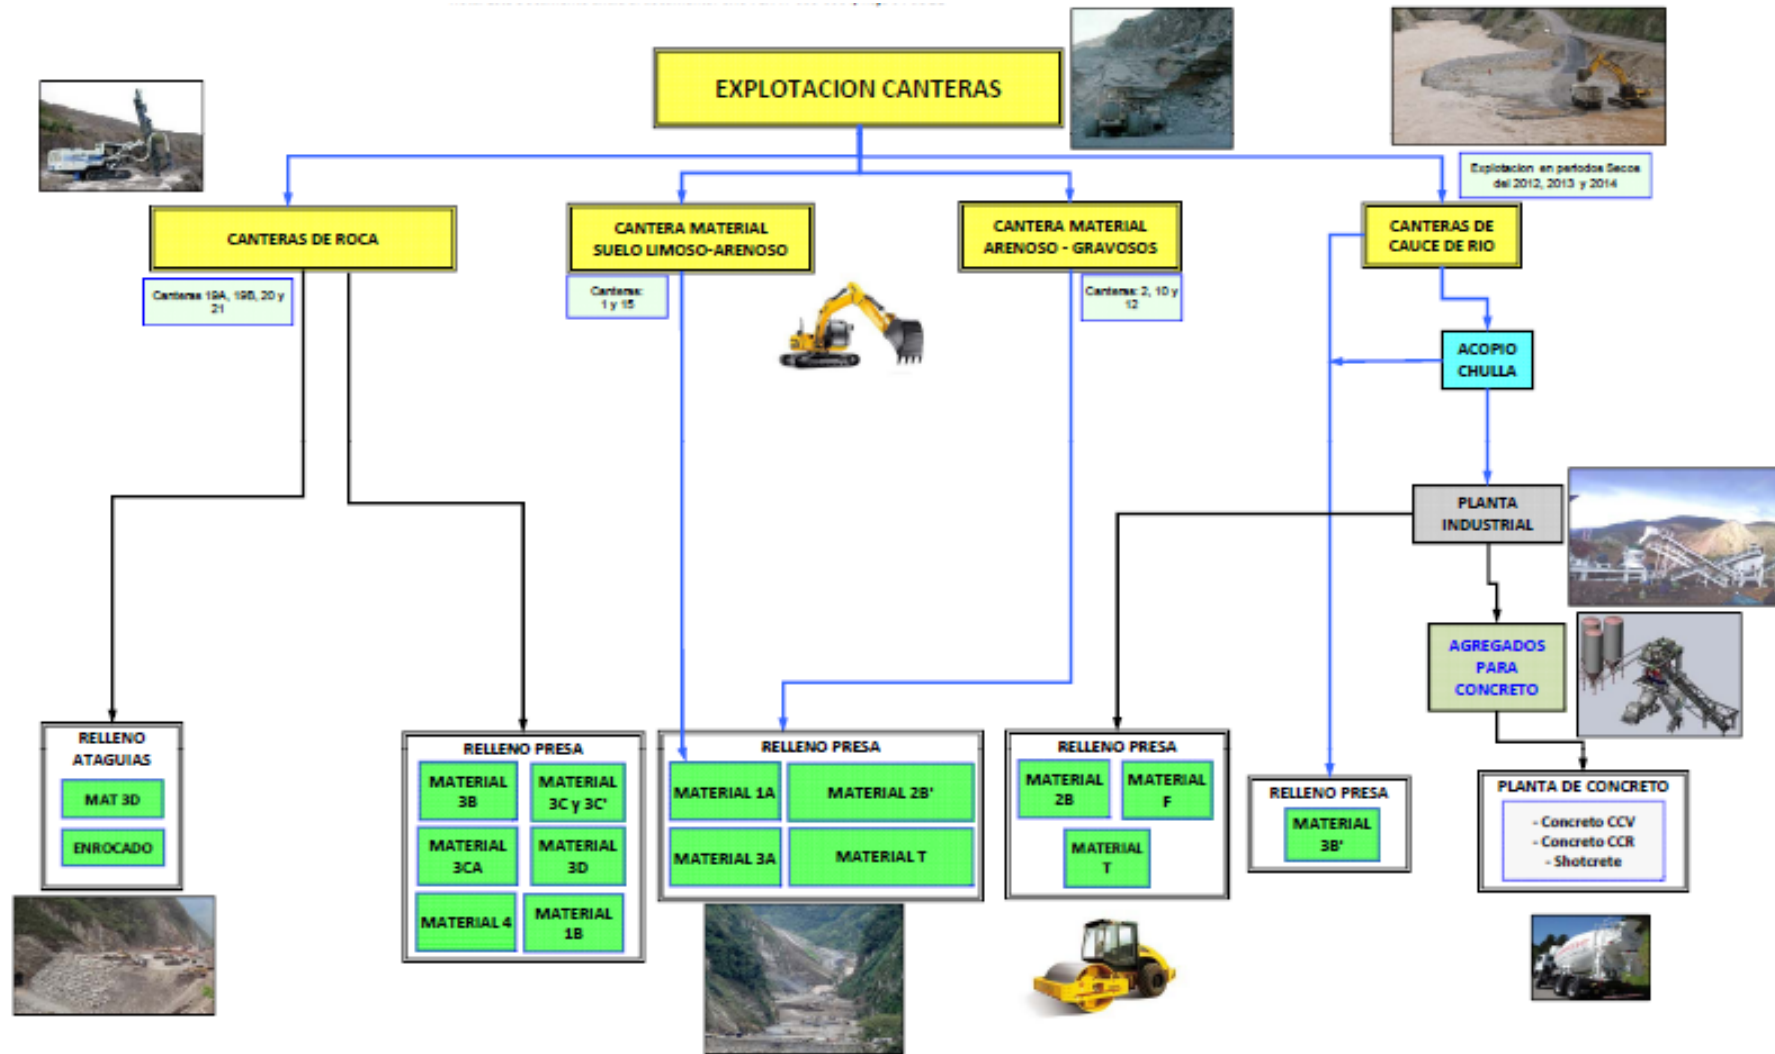 EXPLOTACION CANTERAS
Explotacion en periodos Secos
del 2012, 2013 y 2014
CANTERAS DE ROCA
CANTERA MATERIAL
SUELO LIMOSO-ARENOSO
CANTERA MATERIAL
ARENOSO - GRAVOSOS
CANTERAS DE
CAUCE DE RIO
Canteras 19A, 19B, 20 y
21
Canteras:
1 y 15
Canteras: 2, 10 y
12
ACOPIO
CHULLA
PLANTA
INDUSTRIAL
AGREGADOS
PARA
CONCRETO
RELLENO
ATAGUIAS
MAT 3D
ENROCADO
RELLENO PRESA
MATERIAL
3B
MATERIAL
3C y 3C'
MATERIAL
3CA
MATERIAL
3D
MATERIAL 4
MATERIAL
1B
RELLENO PRESA
MATERIAL 1A
MATERIAL 2B'
MATERIAL 3A
MATERIAL T
RELLENO PRESA
MATERIAL
2B
MATERIAL
F
MATERIAL
T
RELLENO PRESA
MATERIAL
3B'
PLANTA DE CONCRETO
- Concreto CCV
- Concreto CCR
- Shotcrete